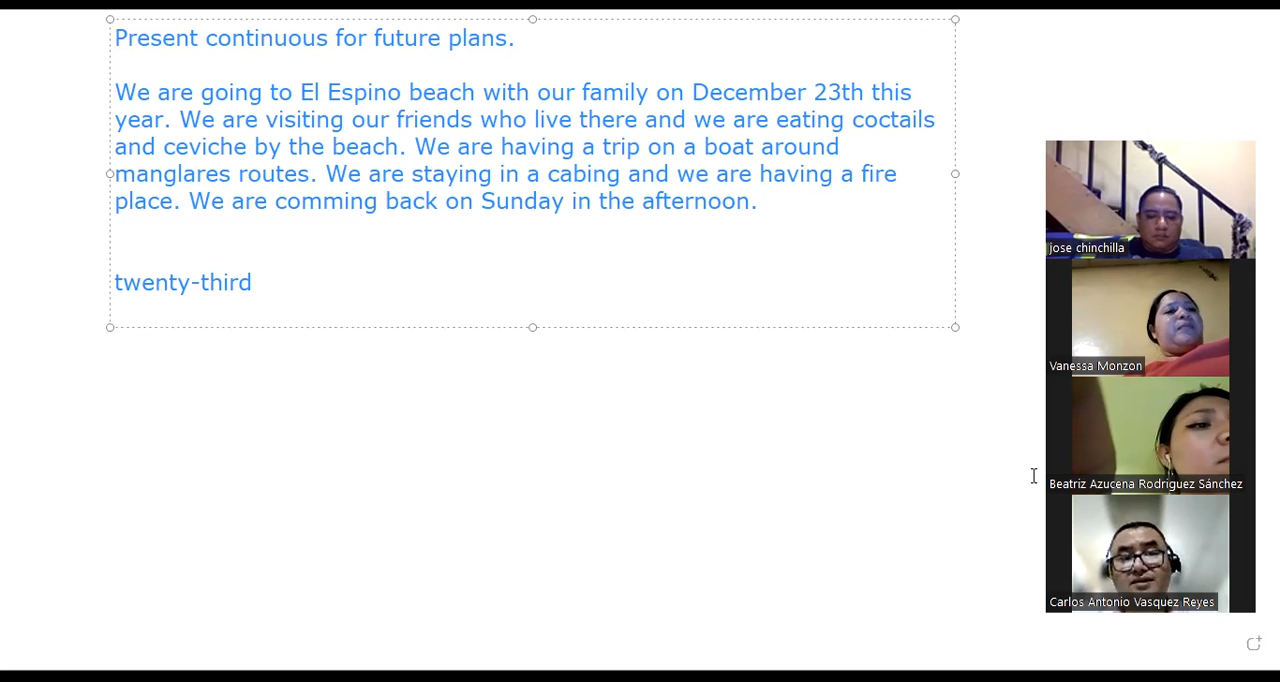 Present continuous for future plans.
We are going to El Espino beach with our family on December 23th this
year. We are visiting our friends who live there and we are eating coctails
and ceviche by the beach. We are having a trip on a boat around
manglares routes. We are staying in a cabing and we are having a fire
place. We are comming back on Sunday in the afternoon.
twenty-third
jose chinchilla
Vanessa Monzon
Beatriz Azucena Rodriguez Sánchez
Carlos Antonio Vasquez Reyes